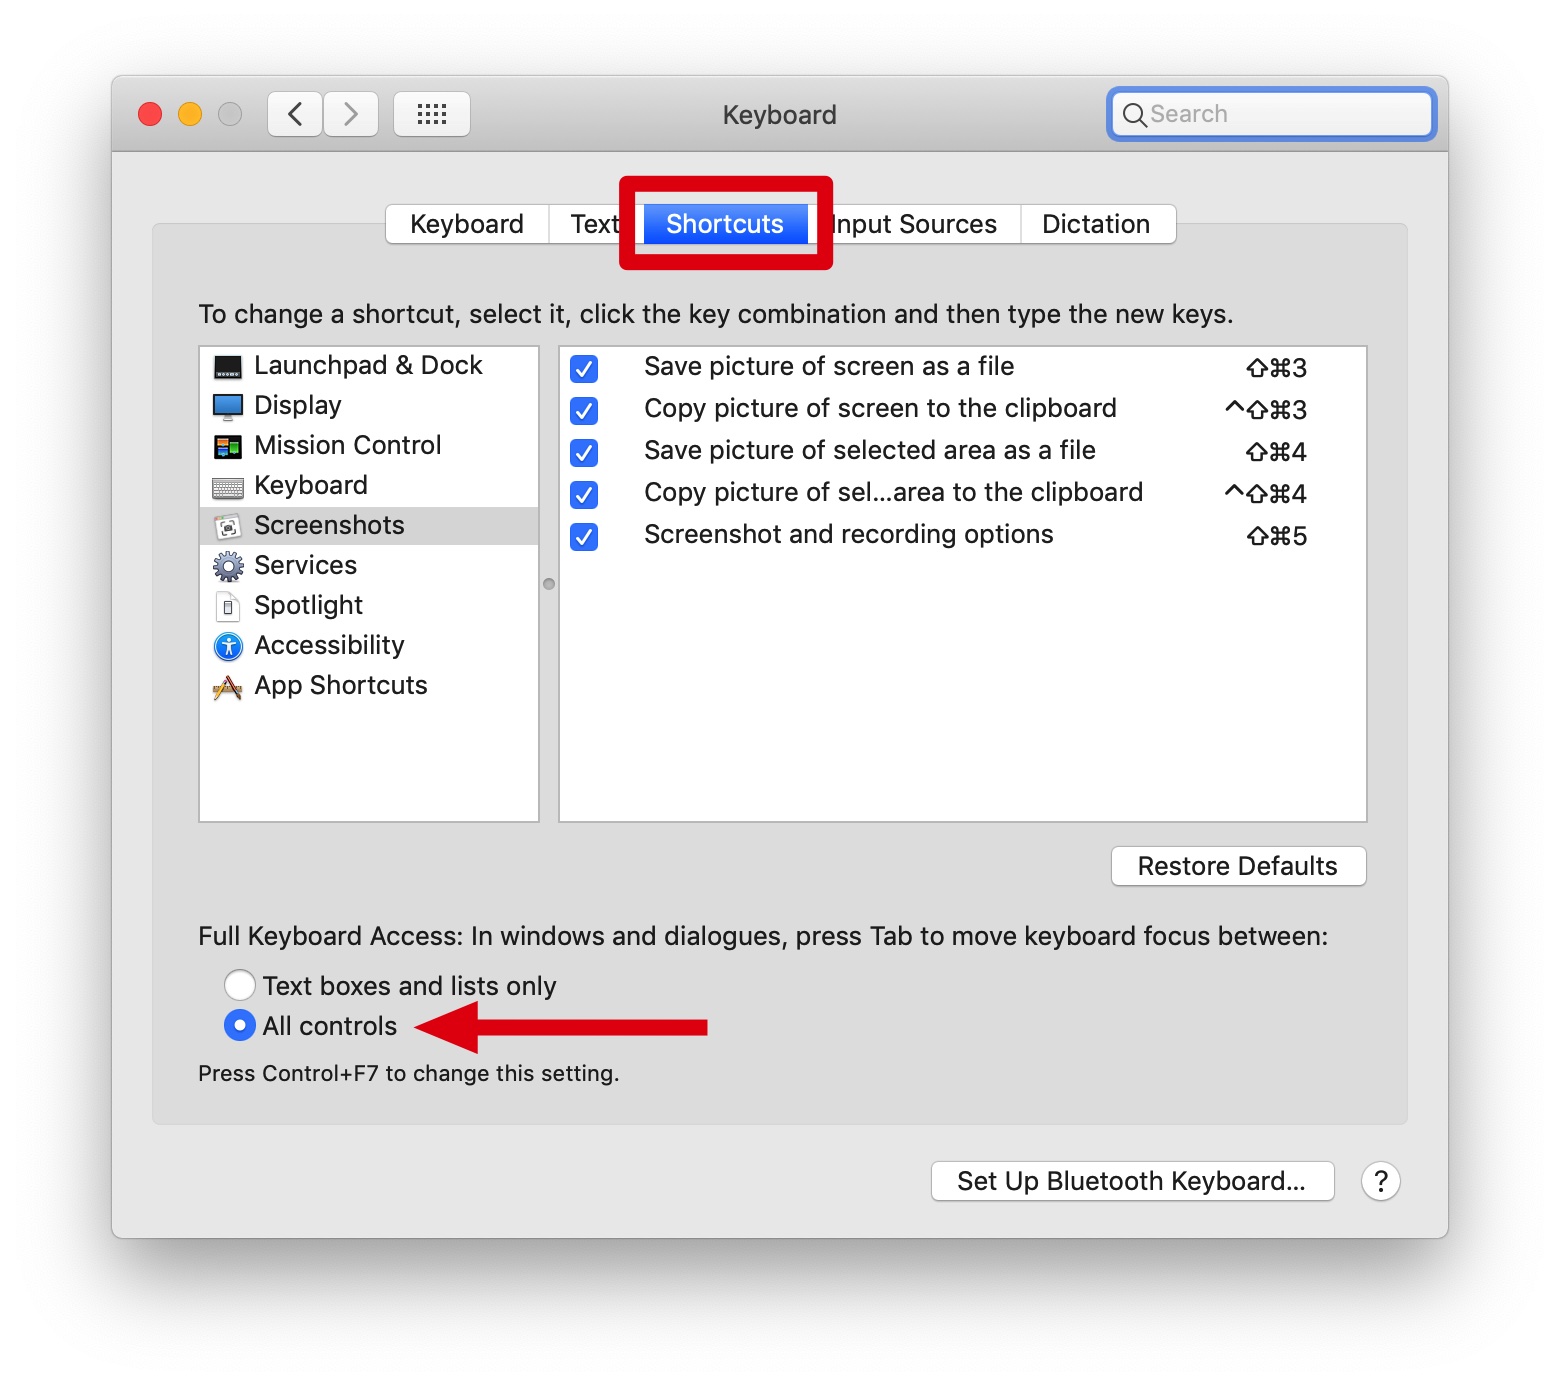 Keyboard
Search
Keyboard Text Shortcuts Input Sources Dictation
To change a shortcut, select it, click the key combination and then type the new keys.
Launchpad & Dock
Display
Mission Control
Keyboard
Screenshots
Services
Spotlight
Accessibility
App Shortcuts
Save picture of screen as a file ⇧⌘3
Copy picture of screen to the clipboard ^⇧⌘3
Save picture of selected area as a file ⇧⌘4
Copy picture of sel...area to the clipboard ^⇧⌘4
Screenshot and recording options ⇧⌘5
Restore Defaults
Full Keyboard Access: In windows and dialogues, press Tab to move keyboard focus between:
Text boxes and lists only
All controls
Press Control+F7 to change this setting.
Set Up Bluetooth Keyboard... ?